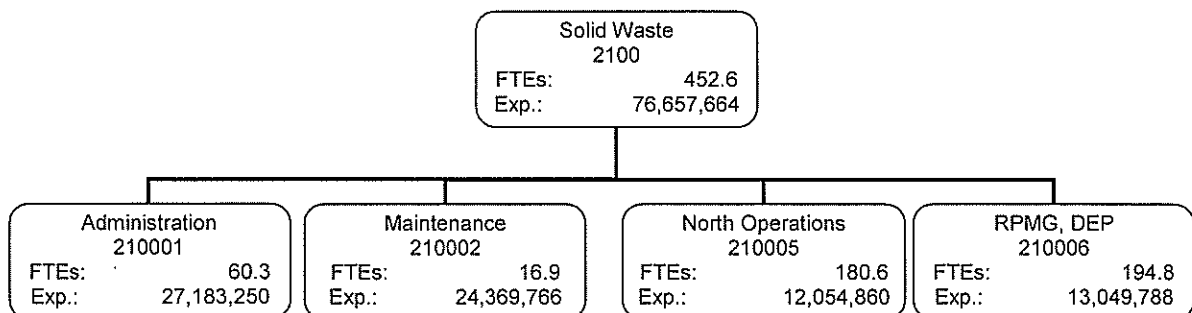 Solid Waste
2100
FTEs: 452.6
Exp.: 76,657,664
Administration
210001
FTEs: 60.3
Exp.: 27,183,250
Maintenance
210002
FTEs: 16.9
Exp.: 24,369,766
North Operations
210005
FTEs: 180.6
Exp.: 12,054,860
RPMG, DEP
210006
FTEs: 194.8
Exp.: 13,049,788